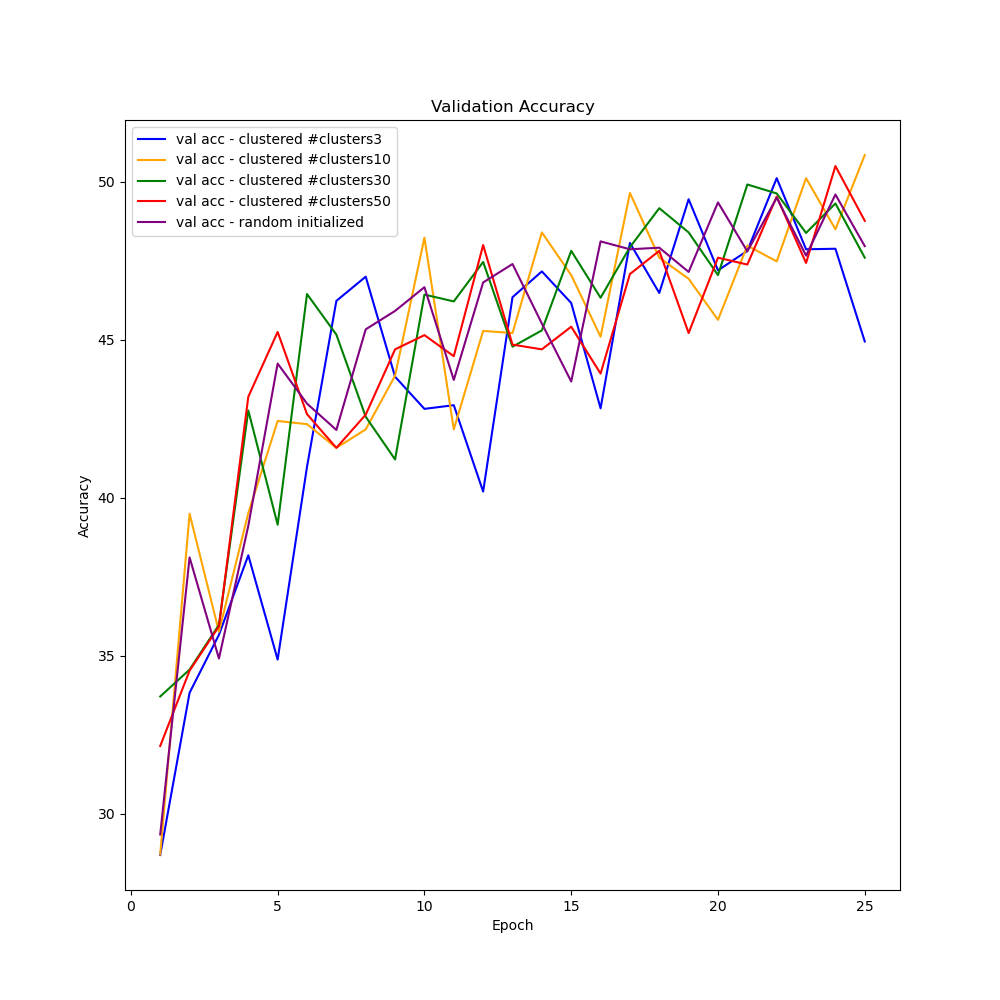 Validation Accuracy
val acc - clustered #clusters3
val acc - clustered #clusters10
val acc - clustered #clusters30
val acc - clustered #clusters50
val acc - random initialized
50
45
40
35
30
Accuracy
0 5 10 15 20 25
Epoch